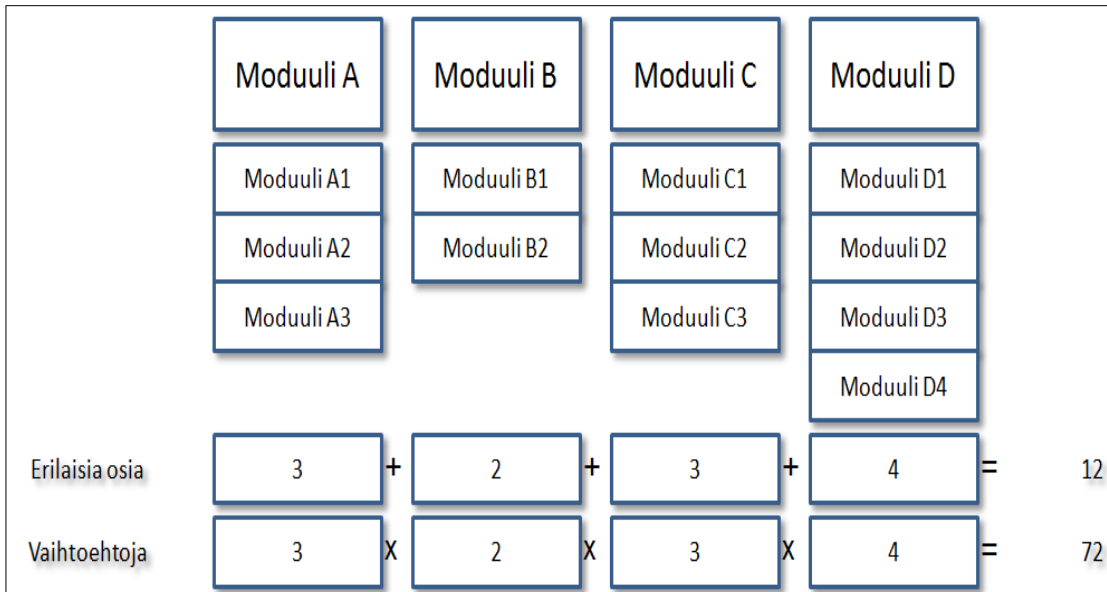 Moduuli A Moduuli B Moduuli C Moduuli D
Moduuli A1 Moduuli B1 Moduuli C1 Moduuli D1
Moduuli A2 Moduuli B2 Moduuli C2 Moduuli D2
Moduuli A3 Moduuli C3 Moduuli D3
Moduuli D4
Erilaisia osia 3 + 2 + 3 + 4 = 12
Vaihtoehtoja 3 x 2 x 3 x 4 = 72